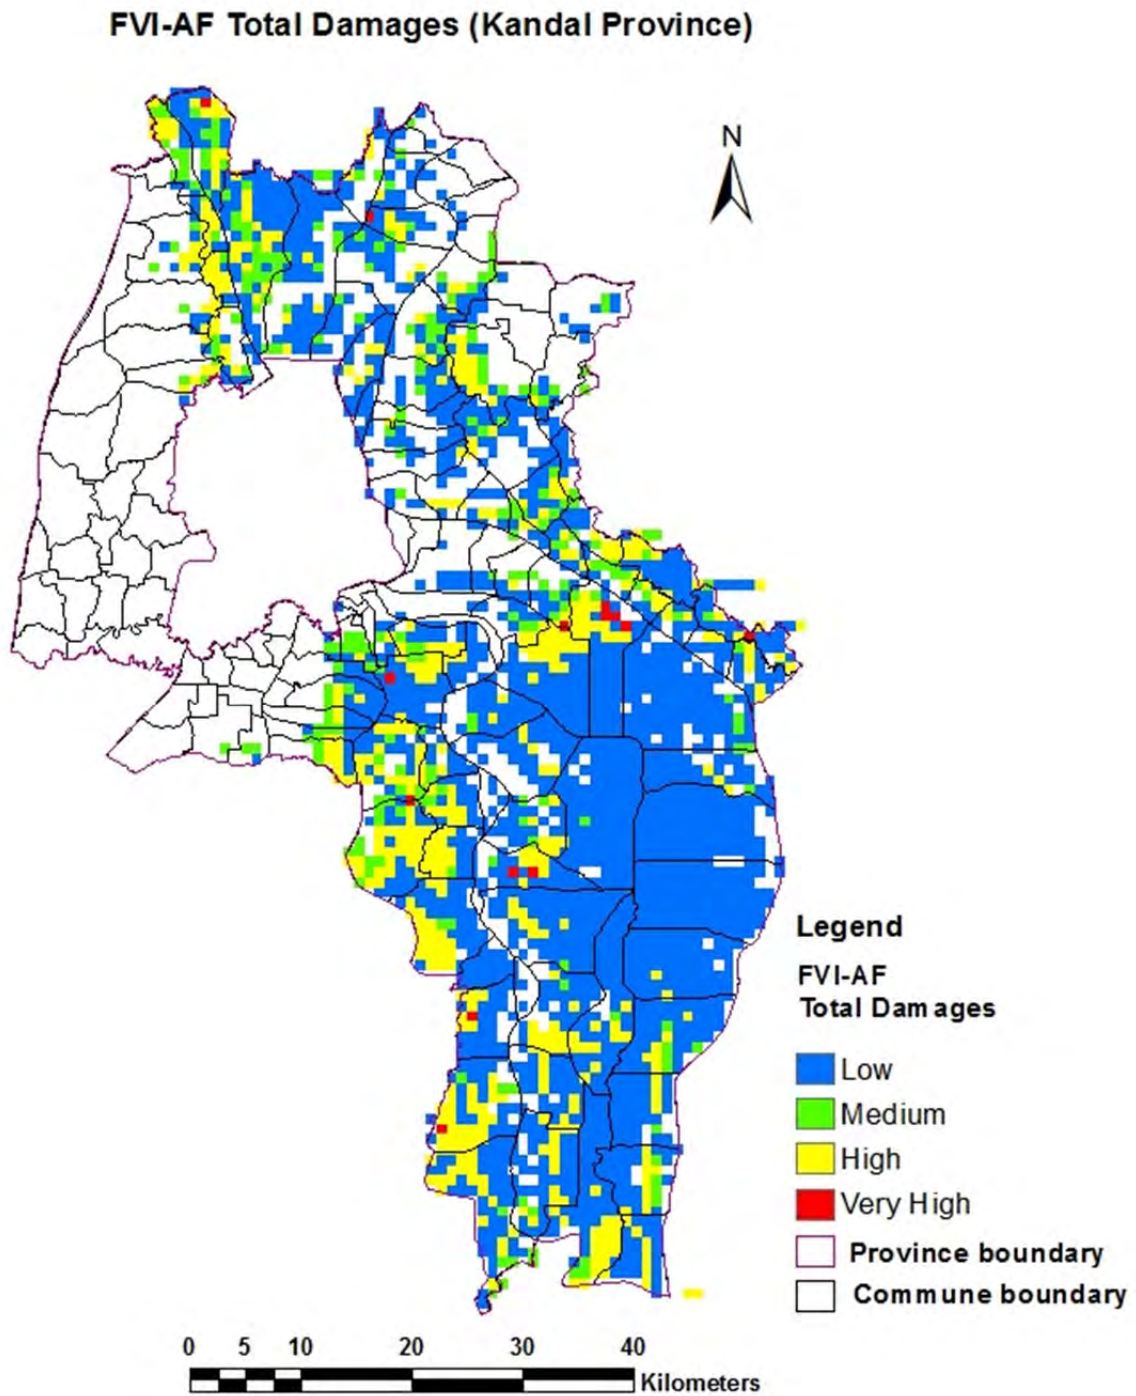 FVI-AF Total Damages (Kandal Province)
N
Legend
FVI-AF
Total Damages
Low
Medium
High
Very High
Province boundary
Commune boundary
0 5 10 20 30 40
Kilometers